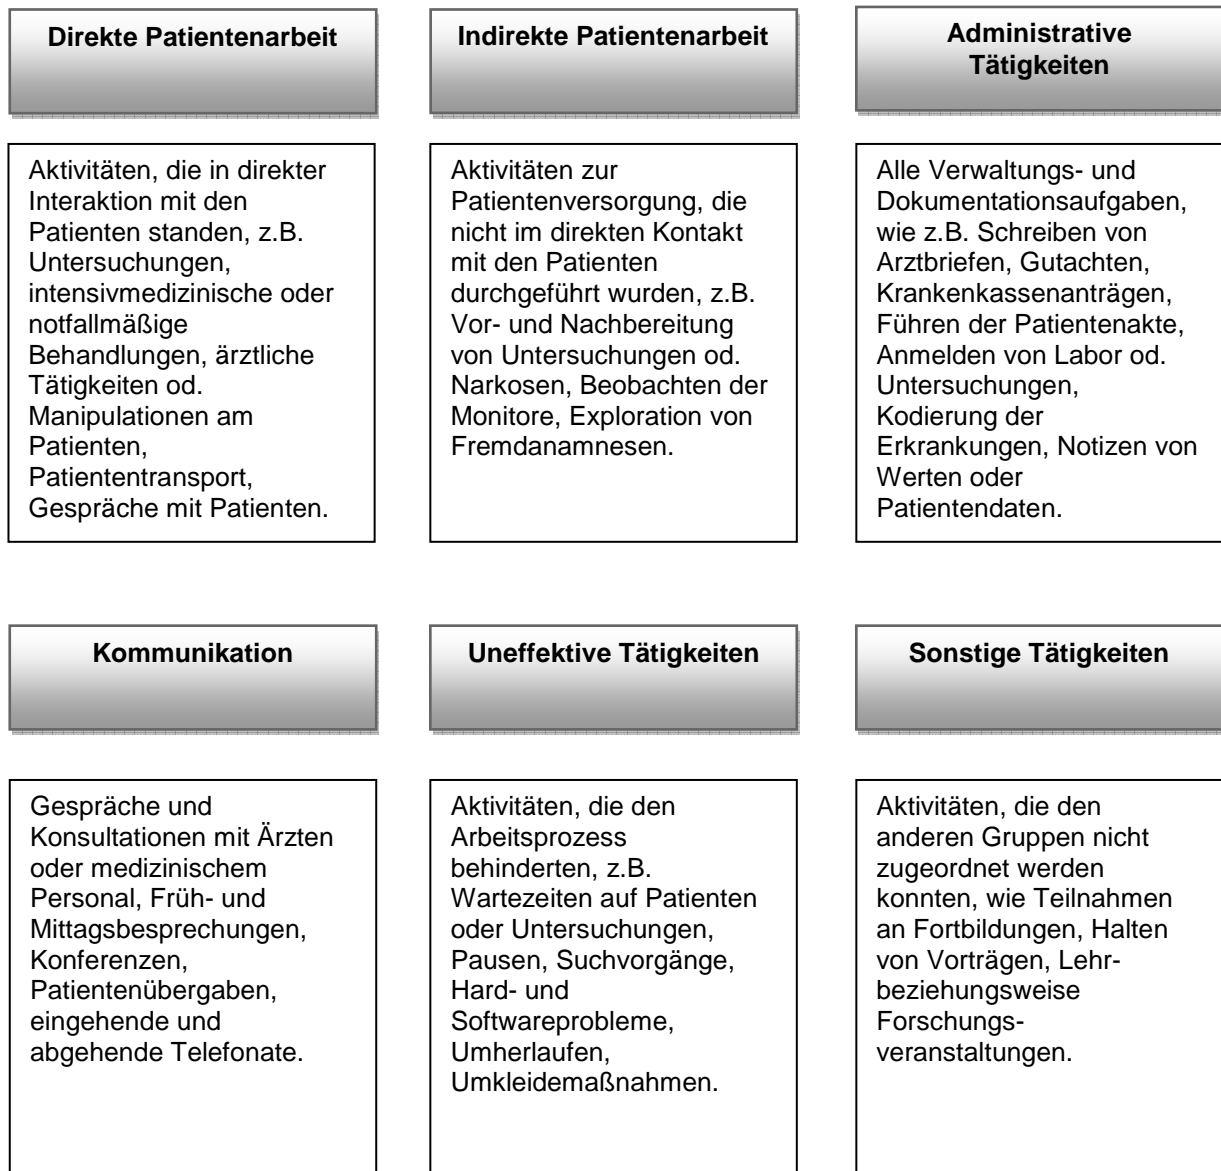 Direkte Patientenarbeit
Aktivitäten, die in direkter
Interaktion mit den
Patienten standen, z.B.
Untersuchungen,
intensivmedizinische oder
notfallmäßige
Behandlungen, ärztliche
Tätigkeiten od.
Manipulationen am
Patienten,
Patiententransport,
Gespräche mit Patienten.
Indirekte Patientenarbeit
Aktivitäten zur
Patientenversorgung, die
nicht im direkten Kontakt
mit den Patienten
durchgeführt wurden, z.B.
Vor- und Nachbereitung
von Untersuchungen od.
Narkosen, Beobachten der
Monitore, Exploration von
Fremdanamnesen.
Administrative
Tätigkeiten
Alle Verwaltungs- und
Dokumentationsaufgaben,
wie z.B. Schreiben von
Arztbriefen, Gutachten,
Krankenkassenanträgen,
Führen der Patientenakte,
Anmelden von Labor od.
Untersuchungen,
Kodierung der
Erkrankungen, Notizen von
Werten oder
Patientendaten.
Kommunikation
Gespräche und
Konsultationen mit Ärzten
oder medizinischem
Personal, Früh- und
Mittagsbesprechungen,
Konferenzen,
Patientenübergaben,
eingehende und
abgehende Telefonate.
Uneffektive Tätigkeiten
Aktivitäten, die den
Arbeitsprozess
behinderten, z.B.
Wartezeiten auf Patienten
oder Untersuchungen,
Pausen, Suchvorgänge,
Hard- und
Softwareprobleme,
Umherlaufen,
Umkleidemaßnahmen.
Sonstige Tätigkeiten
Aktivitäten, die den
anderen Gruppen nicht
zugeordnet werden
konnten, wie Teilnahmen
an Fortbildungen, Halten
von Vorträgen, Lehr-
beziehungsweise
Forschungs-
veranstaltungen.